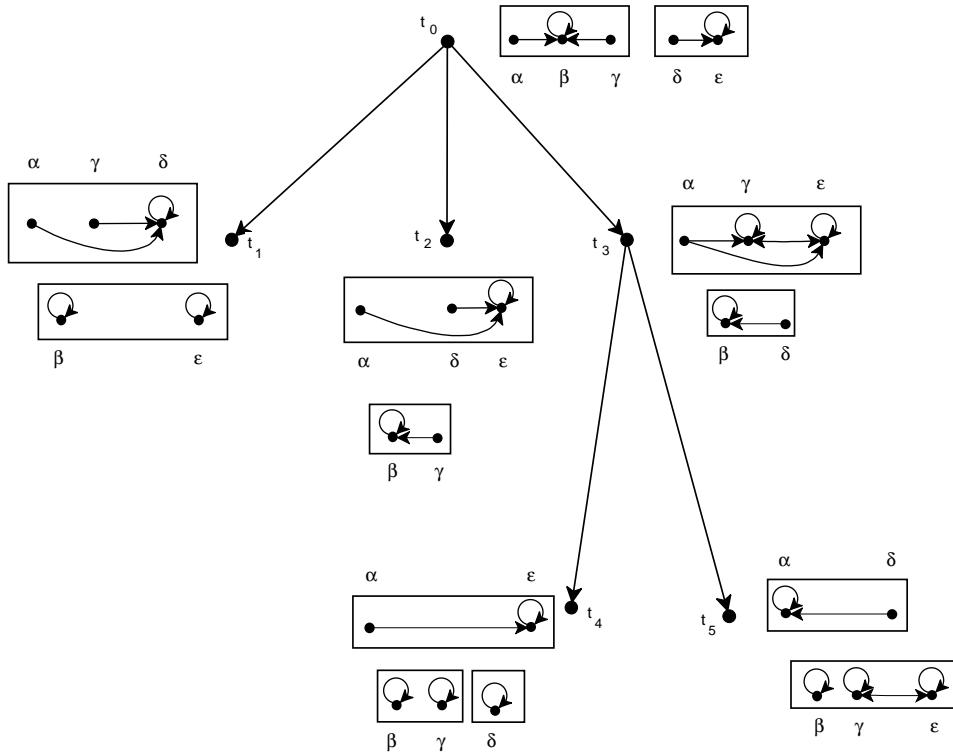 t0
α β γ δ ε
α γ δ
t1
β ε
t2
α δ ε
β γ
t3
α γ ε
β δ
α ε
t4
β γ δ
t5
α δ
β γ ε